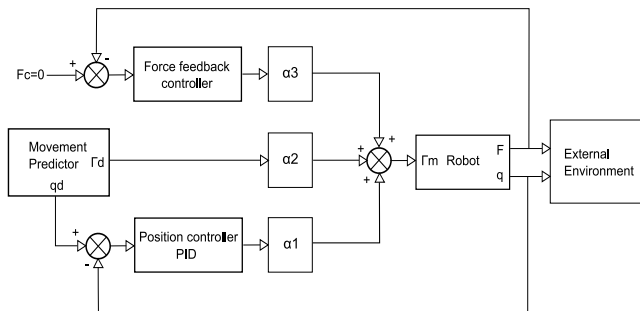 +
-
Fc=0
Force feedback
controller
α3
+
Movement
Predictor
Γd
qd
α2
+
+
Γm Robot
F
q
External
Environment
+
-
Position controller
PID
α1